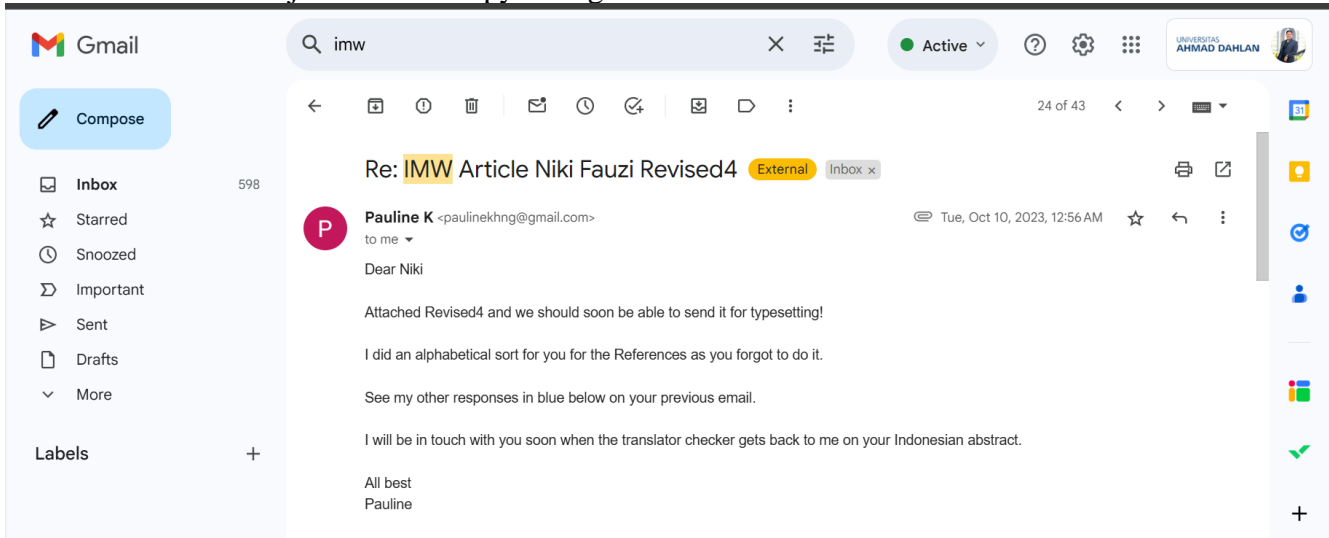 Gmail
imw
Active
UNIVERSITAS
AHMAD DAHLAN
Compose
24 of 43
31
Re: IMW Article Niki Fauzi Revised4 External Inbox x
Inbox 598
Starred
Snoozed
Important
Sent
Drafts
More
Labels
P
Pauline K <paulinekhng@gmail.com> Tue, Oct 10, 2023, 12:56 AM
to me
Dear Niki
Attached Revised4 and we should soon be able to send it for typesetting!
I did an alphabetical sort for you for the References as you forgot to do it.
See my other responses in blue below on your previous email.
I will be in touch with you soon when the translator checker gets back to me on your Indonesian abstract.
All best
Pauline